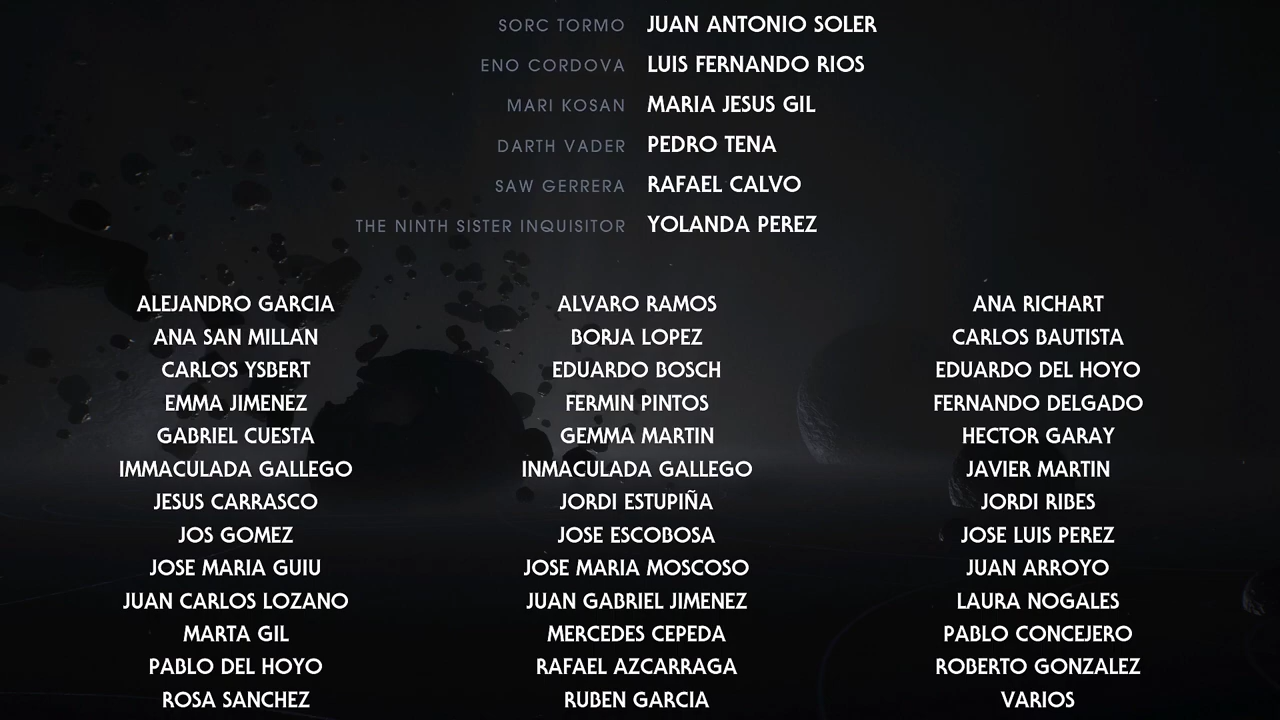 SORC TORMO JUAN ANTONIO SOLER
ENO CORDOVA LUIS FERNANDO RIOS
MARI KOSAN MARIA JESUS GIL
DARTH VADER PEDRO TENA
SAW GERRERA RAFAEL CALVO
THE NINTH SISTER INQUISITOR YOLANDA PEREZ
ALEJANDRO GARCIA ALVARO RAMOS ANA RICHART
ANA SAN MILLAN BORJA LOPEZ CARLOS BAUTISTA
CARLOS YSBERT EDUARDO BOSCH EDUARDO DEL HOYO
EMMA JIMENEZ FERMIN PINTOS FERNANDO DELGADO
GABRIEL CUESTA GEMMA MARTIN HECTOR GARAY
IMMACULADA GALLEGO INMACULADA GALLEGO JAVIER MARTIN
JESUS CARRASCO JORDI ESTUPIÑA JORDI RIBES
JOS GOMEZ JOSE ESCOBOSA JOSE LUIS PEREZ
JOSE MARIA GUIU JOSE MARIA MOSCOSO JUAN ARROYO
JUAN CARLOS LOZANO JUAN GABRIEL JIMENEZ LAURA NOGALES
MARTA GIL MERCEDES CEPEDA PABLO CONCEJERO
PABLO DEL HOYO RAFAEL AZCARRAGA ROBERTO GONZALEZ
ROSA SANCHEZ RUBEN GARCIA VARIOS